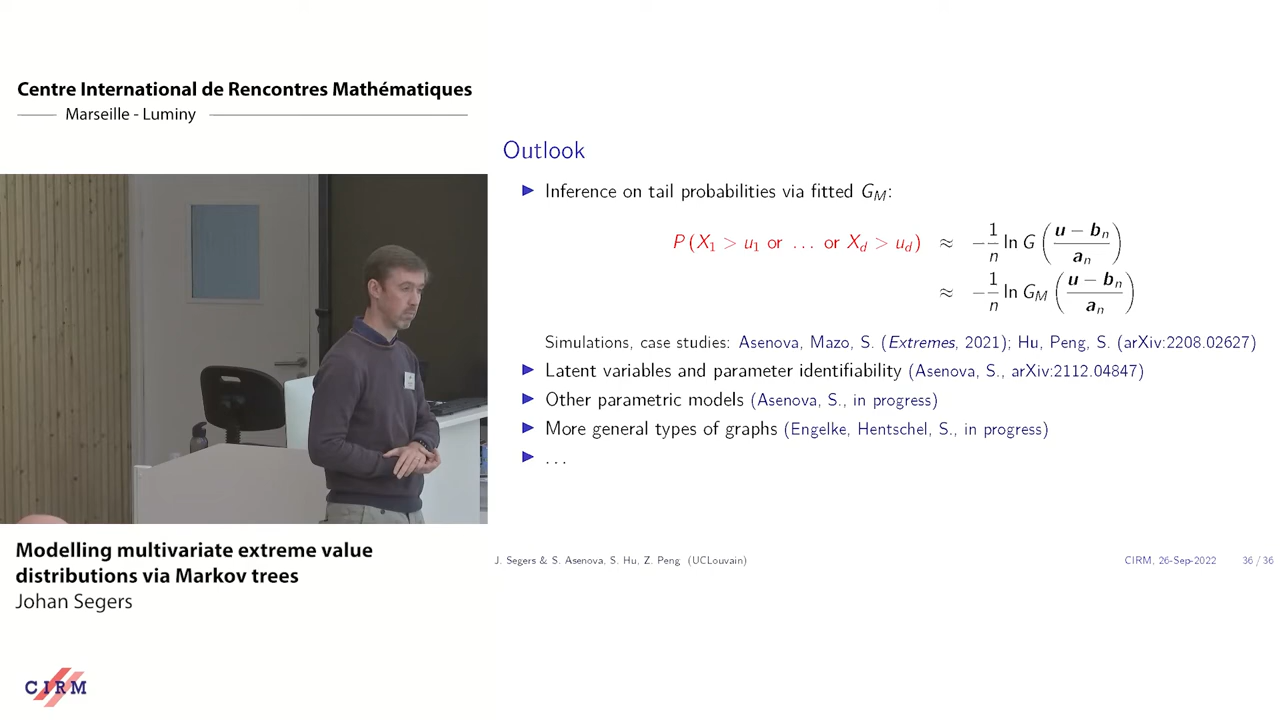 Centre International de Rencontres Mathématiques
Marseille - Luminy
Outlook
Inference on tail probabilities via fitted G_M:
P(X_1 > u_1 or … or X_d > u_d) ≈ −1/n ln G((u − b_n)/a_n)
≈ −1/n ln G_M((u − b_n)/a_n)
Simulations, case studies: Asenova, Mazo, S. (Extremes, 2021); Hu, Peng, S. (arXiv:2208.02627)
Latent variables and parameter identifiability (Asenova, S., arXiv:2112.04847)
Other parametric models (Asenova, S., in progress)
More general types of graphs (Engelke, Hentschel, S., in progress)
...
Modelling multivariate extreme value
distributions via Markov trees
Johan Segers
J. Segers & S. Asenova, S. Hu, Z. Peng (UCLouvain)
CIRM, 26-Sep-2022 36 / 36
CIRM